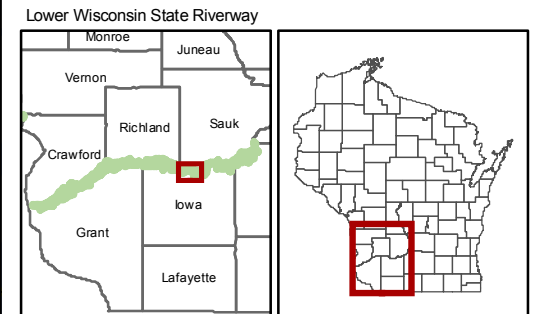 Lower Wisconsin State Riverway
Monroe
Juneau
Vernon
Richland
Sauk
Crawford
Iowa
Grant
Lafayette